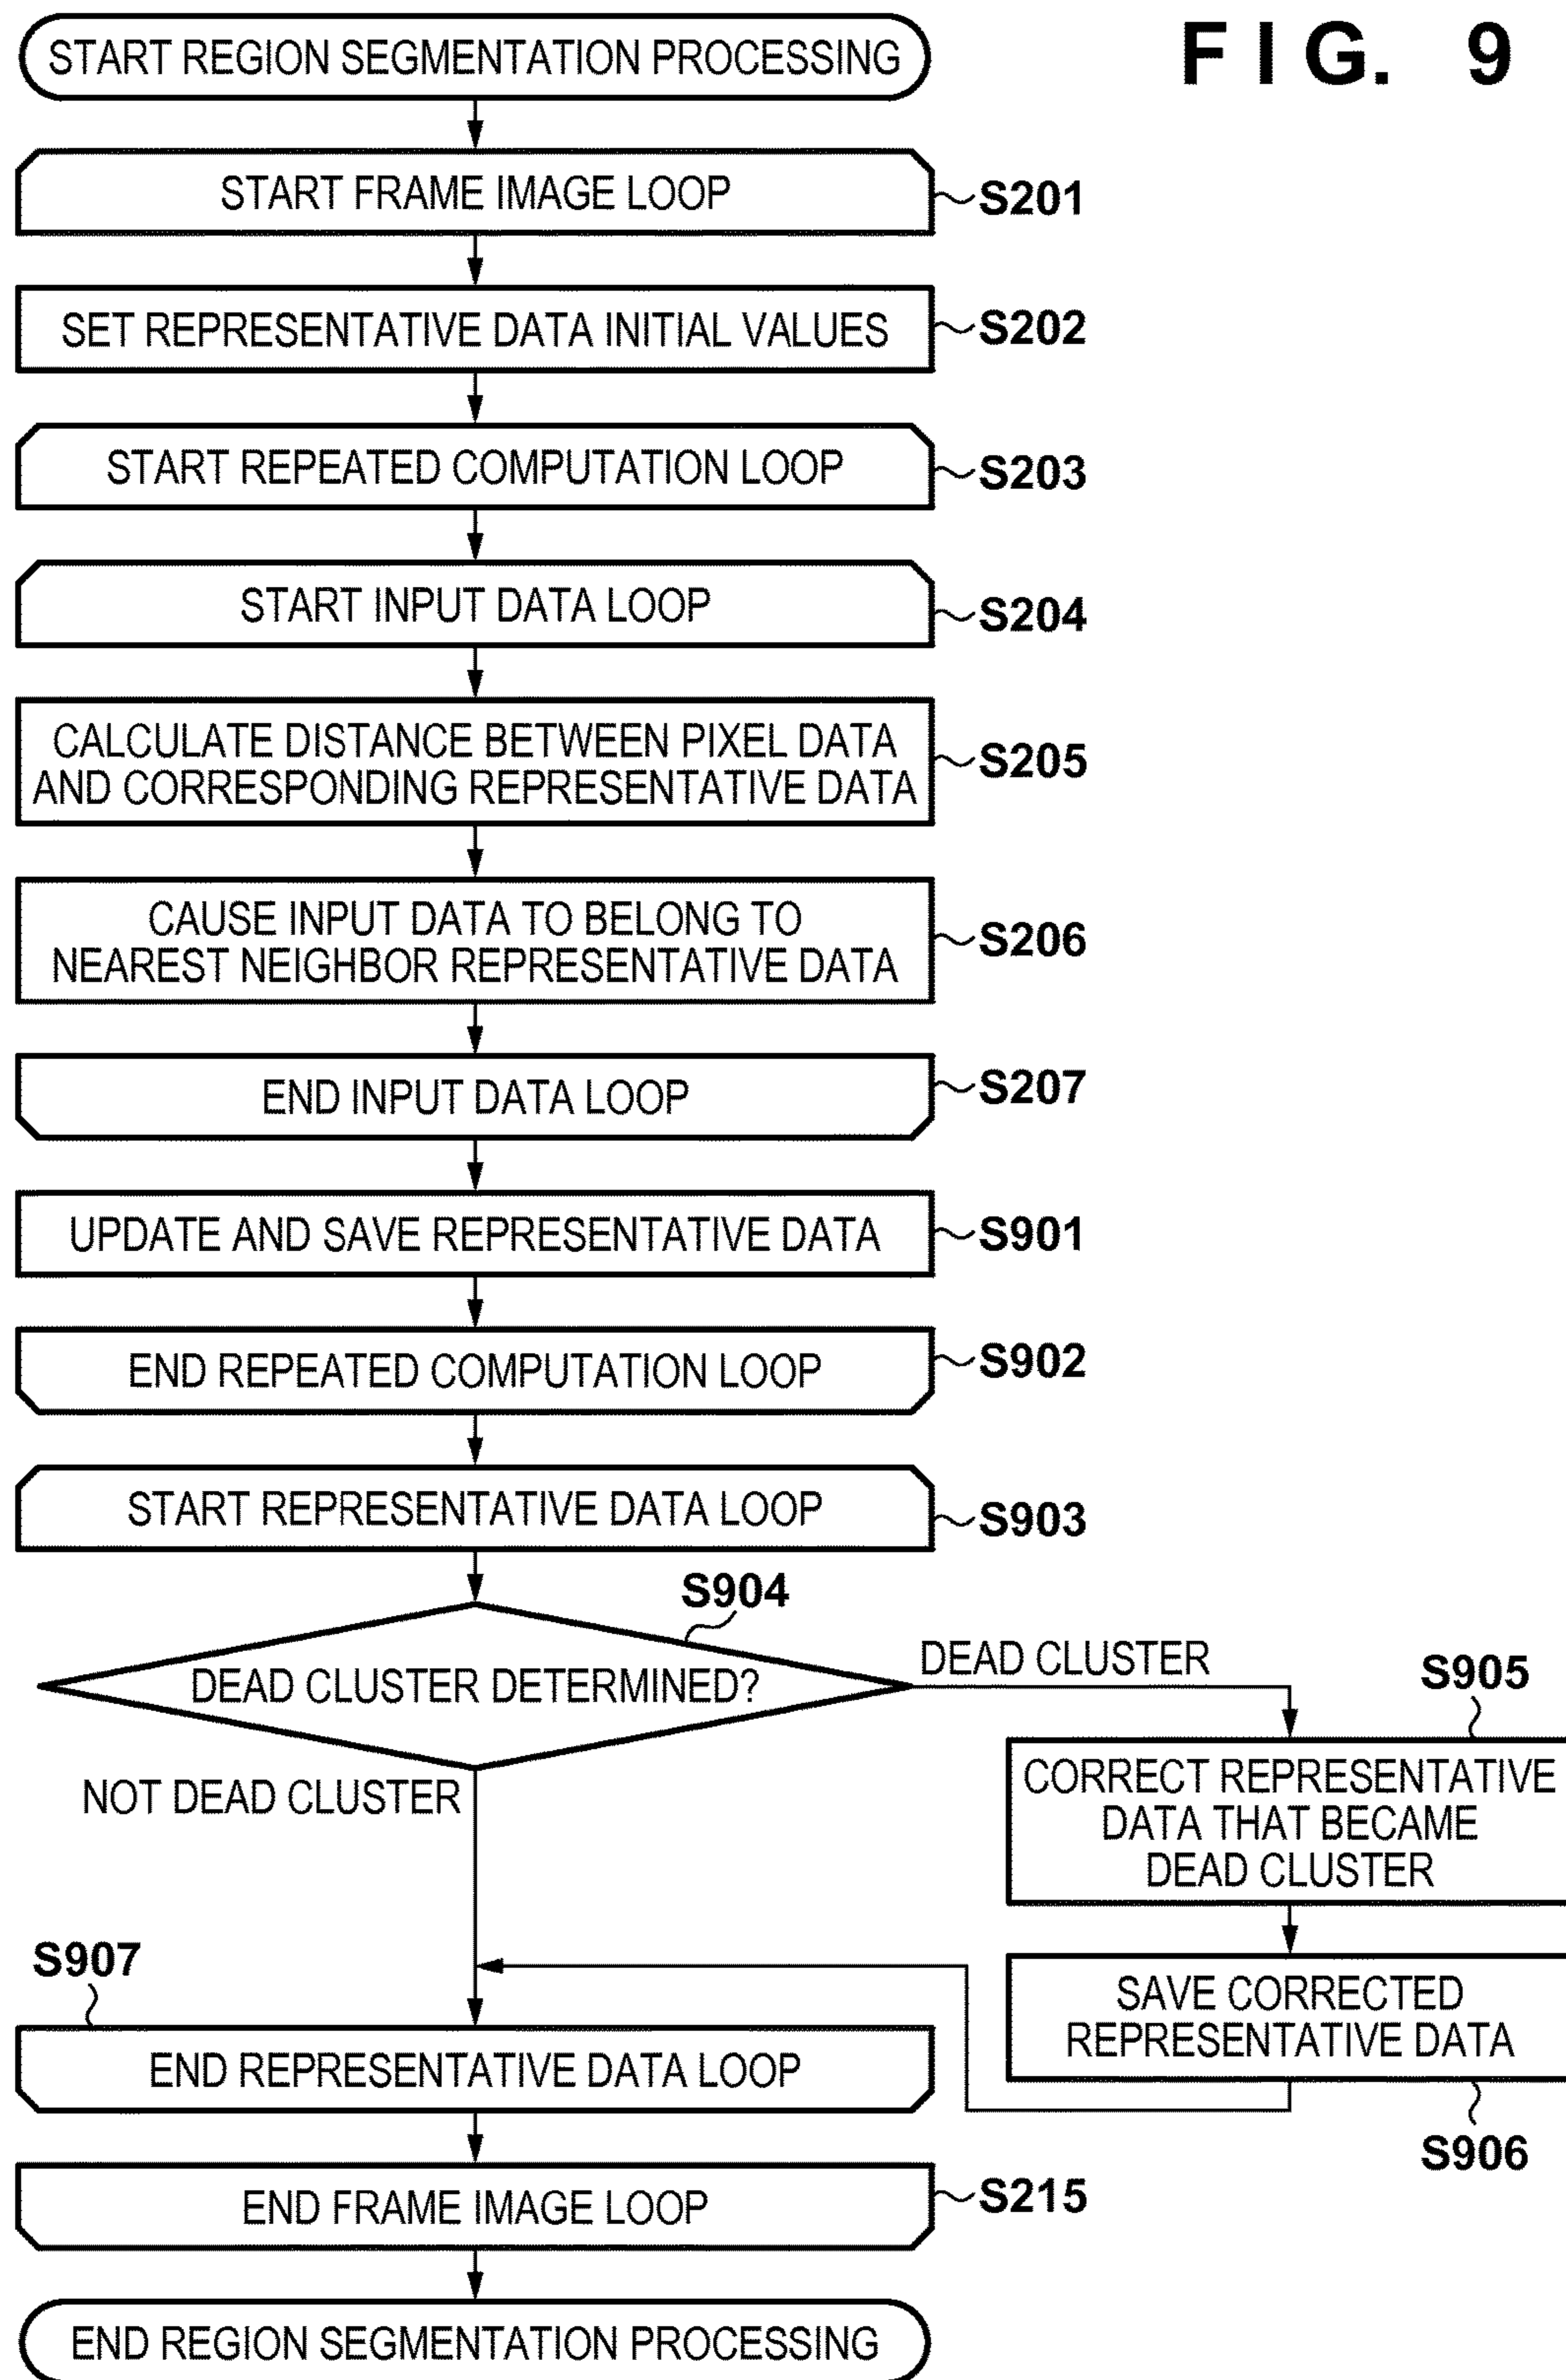 FIG. 9
START REGION SEGMENTATION PROCESSING
START FRAME IMAGE LOOP
S201
SET REPRESENTATIVE DATA INITIAL VALUES
S202
START REPEATED COMPUTATION LOOP
S203
START INPUT DATA LOOP
S204
CALCULATE DISTANCE BETWEEN PIXEL DATA
AND CORRESPONDING REPRESENTATIVE DATA
S205
CAUSE INPUT DATA TO BELONG TO
NEAREST NEIGHBOR REPRESENTATIVE DATA
S206
END INPUT DATA LOOP
S207
UPDATE AND SAVE REPRESENTATIVE DATA
S901
END REPEATED COMPUTATION LOOP
S902
START REPRESENTATIVE DATA LOOP
S903
S904
DEAD CLUSTER DETERMINED?
DEAD CLUSTER
NOT DEAD CLUSTER
S905
CORRECT REPRESENTATIVE
DATA THAT BECAME
DEAD CLUSTER
SAVE CORRECTED
REPRESENTATIVE DATA
S906
S907
END REPRESENTATIVE DATA LOOP
END FRAME IMAGE LOOP
S215
END REGION SEGMENTATION PROCESSING